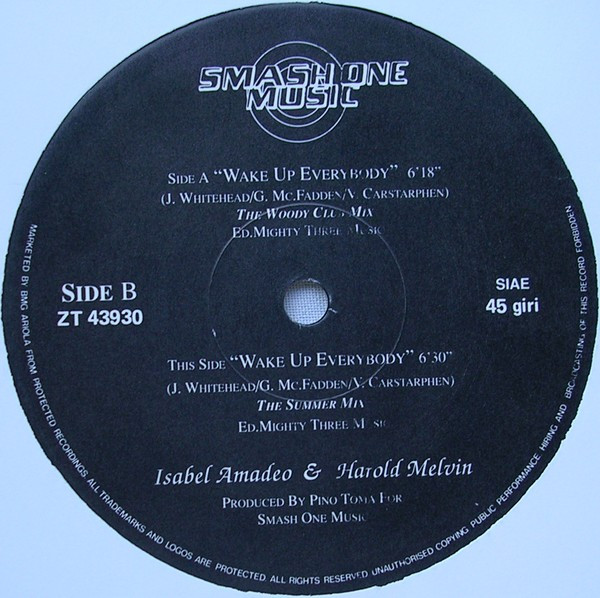 SMASH ONE
MUSIC
SIDE A "WAKE UP EVERYBODY" 6'18"
(J. WHITEHEAD/G. MC.FADDEN/V. CARSTARPHEN)
THE WOODY CLUB MIX
ED.MIGHTY THREE MUSIC
SIDE B
ZT 43930
SIAE
45 giri
THIS SIDE "WAKE UP EVERYBODY" 6'30"
(J. WHITEHEAD/G. MC.FADDEN/V. CARSTARPHEN)
THE SUMMER MIX
ED.MIGHTY THREE MUSIC
Isabel Amadeo & Harold Melvin
PRODUCED BY PINO TOMA FOR
SMASH ONE MUSIC
MARKETED BY BMG ARIOLA FROM PROTECTED RECORDINGS ALL TRADEMARKS AND LOGOS ARE PROTECTED ALL RIGHTS RESERVED UNAUTHORISED COPYING PUBLIC PERFORMANCE HIRING AND BROADCASTING OF THIS RECORD FORBIDDEN